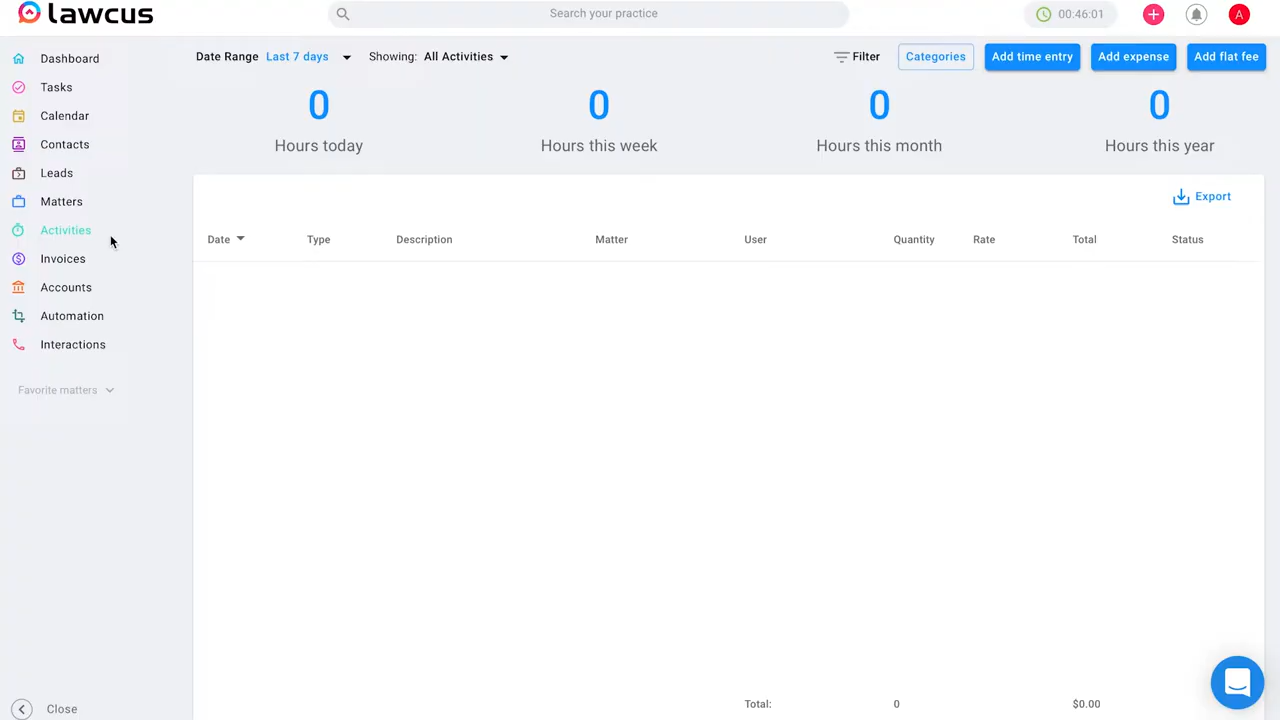 lawcus
Search your practice
00:46:01
A
Dashboard
Tasks
Calendar
Contacts
Leads
Matters
Activities
Invoices
Accounts
Automation
Interactions
Favorite matters
Close
Date Range Last 7 days Showing: All Activities Filter Categories Add time entry Add expense Add flat fee
0 0 0 0
Hours today Hours this week Hours this month Hours this year
Export
Date Type Description Matter User Quantity Rate Total Status
Total: 0 $0.00